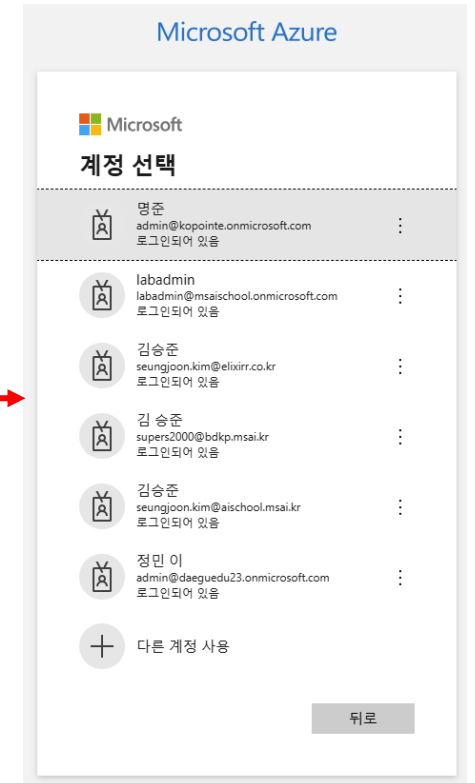 Microsoft Azure
Microsoft
계정 선택
명준
admin@kopointe.onmicrosoft.com
로그인되어 있음
labadmin
labadmin@msaischool.onmicrosoft.com
로그인되어 있음
김승준
seungjoon.kim@elixirr.co.kr
로그인되어 있음
김 승준
supers2000@bdkp.msai.kr
로그인되어 있음
김승준
seungjoon.kim@aischool.msai.kr
로그인되어 있음
정민 이
admin@daeguedu23.onmicrosoft.com
로그인되어 있음
다른 계정 사용
뒤로